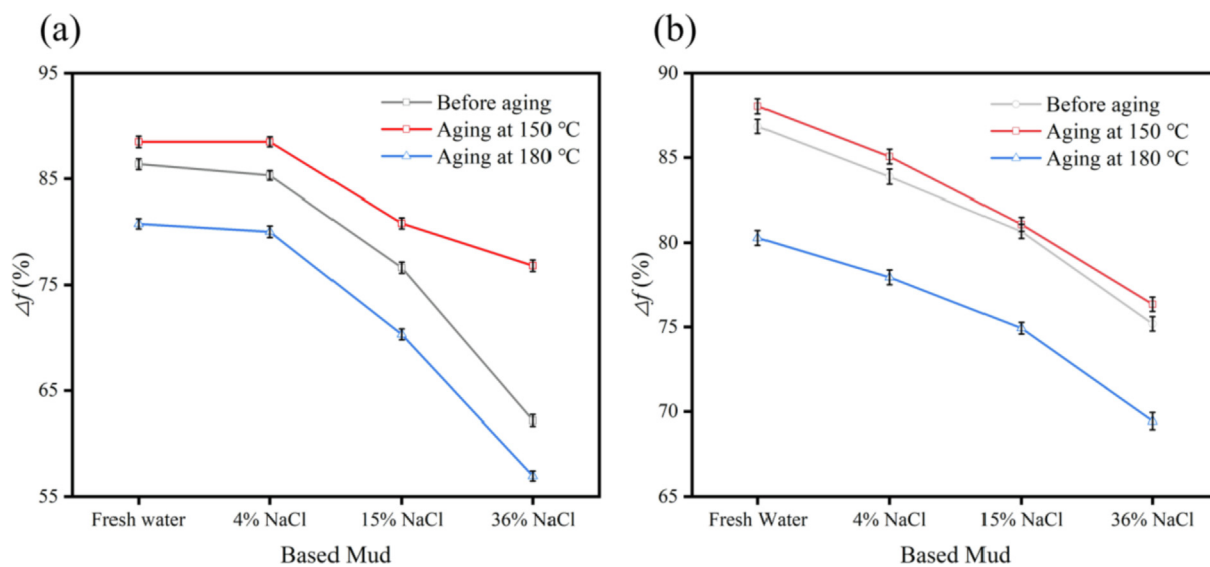 (a)
95
85
75
65
55
Δf (%)
Before aging
Aging at 150 °C
Aging at 180 °C
Fresh water 4% NaCl 15% NaCl 36% NaCl
Based Mud
(b)
90
85
80
75
70
65
Δf (%)
Before aging
Aging at 150 °C
Aging at 180 °C
Fresh Water 4% NaCl 15% NaCl 36% NaCl
Based Mud